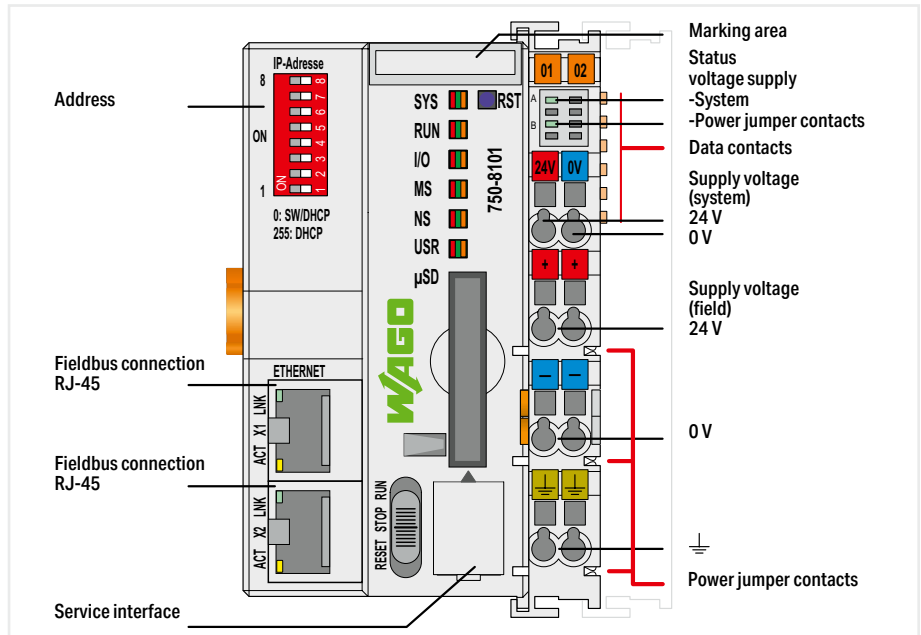 Address
IP-Adresse
8
ON
1
ON
1 2 3 4 5 6 7 8
0: SW/DHCP
255: DHCP
Fieldbus connection
RJ-45
ETHERNET
ACT X1 LNK
Fieldbus connection
RJ-45
ACT X2 LNK
Service interface
SYS
RST
RUN
I/O
MS
NS
USR
µSD
750-8101
WAGO
RESET STOP RUN
01 02
A
B
24V 0V
+ +
— —
Marking area
Status
voltage supply
-System
-Power jumper contacts
Data contacts
Supply voltage
(system)
24 V
0 V
Supply voltage
(field)
24 V
0 V
Power jumper contacts